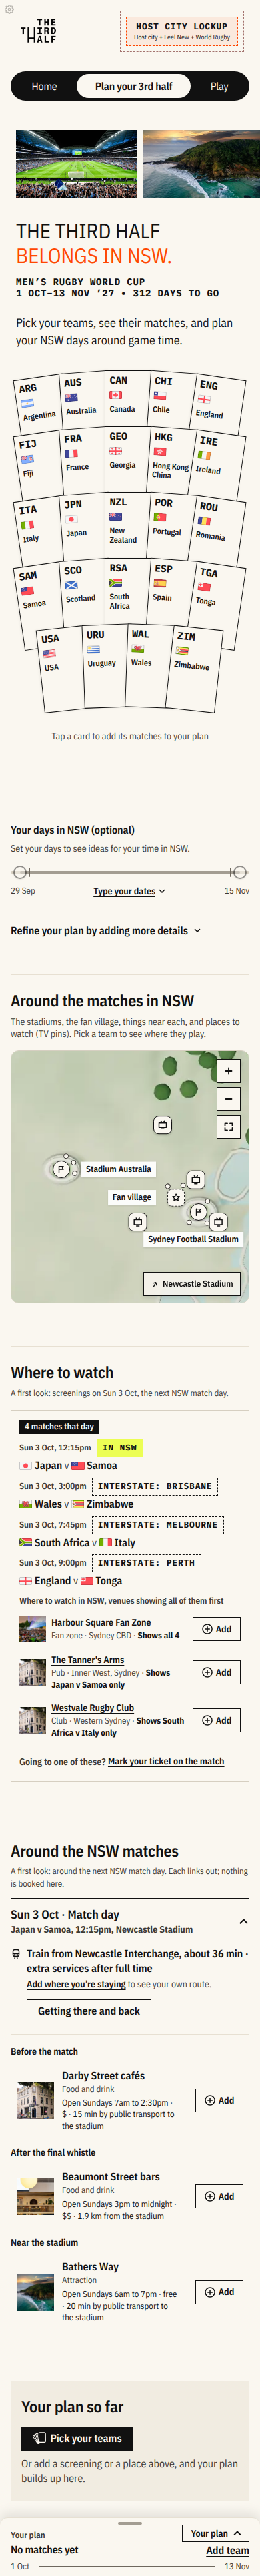 THE
THIRD
HALF
HOST CITY LOCKUP
Host city + Feel New + World Rugby
Home
Plan your 3rd half
Play
THE THIRD HALF
BELONGS IN NSW.
MEN'S RUGBY WORLD CUP
1 OCT–13 NOV '27 • 312 DAYS TO GO
Pick your teams, see their matches, and plan
your NSW days around game time.
ARG
Argentina
AUS
Australia
CAN
Canada
CHI
Chile
ENG
England
FIJ
Fiji
FRA
France
GEO
Georgia
HKG
Hong Kong
China
IRE
Ireland
ITA
Italy
JPN
Japan
NZL
New
Zealand
POR
Portugal
ROU
Romania
SAM
Samoa
SCO
Scotland
RSA
South
Africa
ESP
Spain
TGA
Tonga
USA
USA
URU
Uruguay
WAL
Wales
ZIM
Zimbabwe
Tap a card to add its matches to your plan
Your days in NSW (optional)
Set your days to see ideas for your time in NSW.
29 Sep
Type your dates
15 Nov
Refine your plan by adding more details
Around the matches in NSW
The stadiums, the fan village, things near each, and places to
watch (TV pins). Pick a team to see where they play.
+
−
Stadium Australia
Fan village
Sydney Football Stadium
Newcastle Stadium
Where to watch
A first look: screenings on Sun 3 Oct, the next NSW match day.
4 matches that day
Sun 3 Oct, 12:15pm IN NSW
Japan v Samoa
Sun 3 Oct, 3:00pm INTERSTATE: BRISBANE
Wales v Zimbabwe
Sun 3 Oct, 7:45pm INTERSTATE: MELBOURNE
South Africa v Italy
Sun 3 Oct, 9:00pm INTERSTATE: PERTH
England v Tonga
Where to watch in NSW, venues showing all of them first
Harbour Square Fan Zone
Fan zone · Sydney CBD · Shows all 4
Add
The Tanner's Arms
Pub · Inner West, Sydney · Shows
Japan v Samoa only
Add
Westvale Rugby Club
Club · Western Sydney · Shows South
Africa v Italy only
Add
Going to one of these? Mark your ticket on the match
Around the NSW matches
A first look: around the next NSW match day. Each links out; nothing
is booked here.
Sun 3 Oct · Match day
Japan v Samoa, 12:15pm, Newcastle Stadium
Train from Newcastle Interchange, about 36 min ·
extra services after full time
Add where you're staying to see your own route.
Getting there and back
Before the match
Darby Street cafés
Food and drink
Open Sundays 7am to 2:30pm ·
$ · 15 min by public transport to
the stadium
Add
After the final whistle
Beaumont Street bars
Food and drink
Open Sundays 3pm to midnight ·
$$ · 1.9 km from the stadium
Add
Near the stadium
Bathers Way
Attraction
Open Sundays 6am to 7pm · free
· 20 min by public transport to
the stadium
Add
Your plan so far
Pick your teams
Or add a screening or a place above, and your plan
builds up here.
Your plan
Your plan
No matches yet
Add team
1 Oct
13 Nov